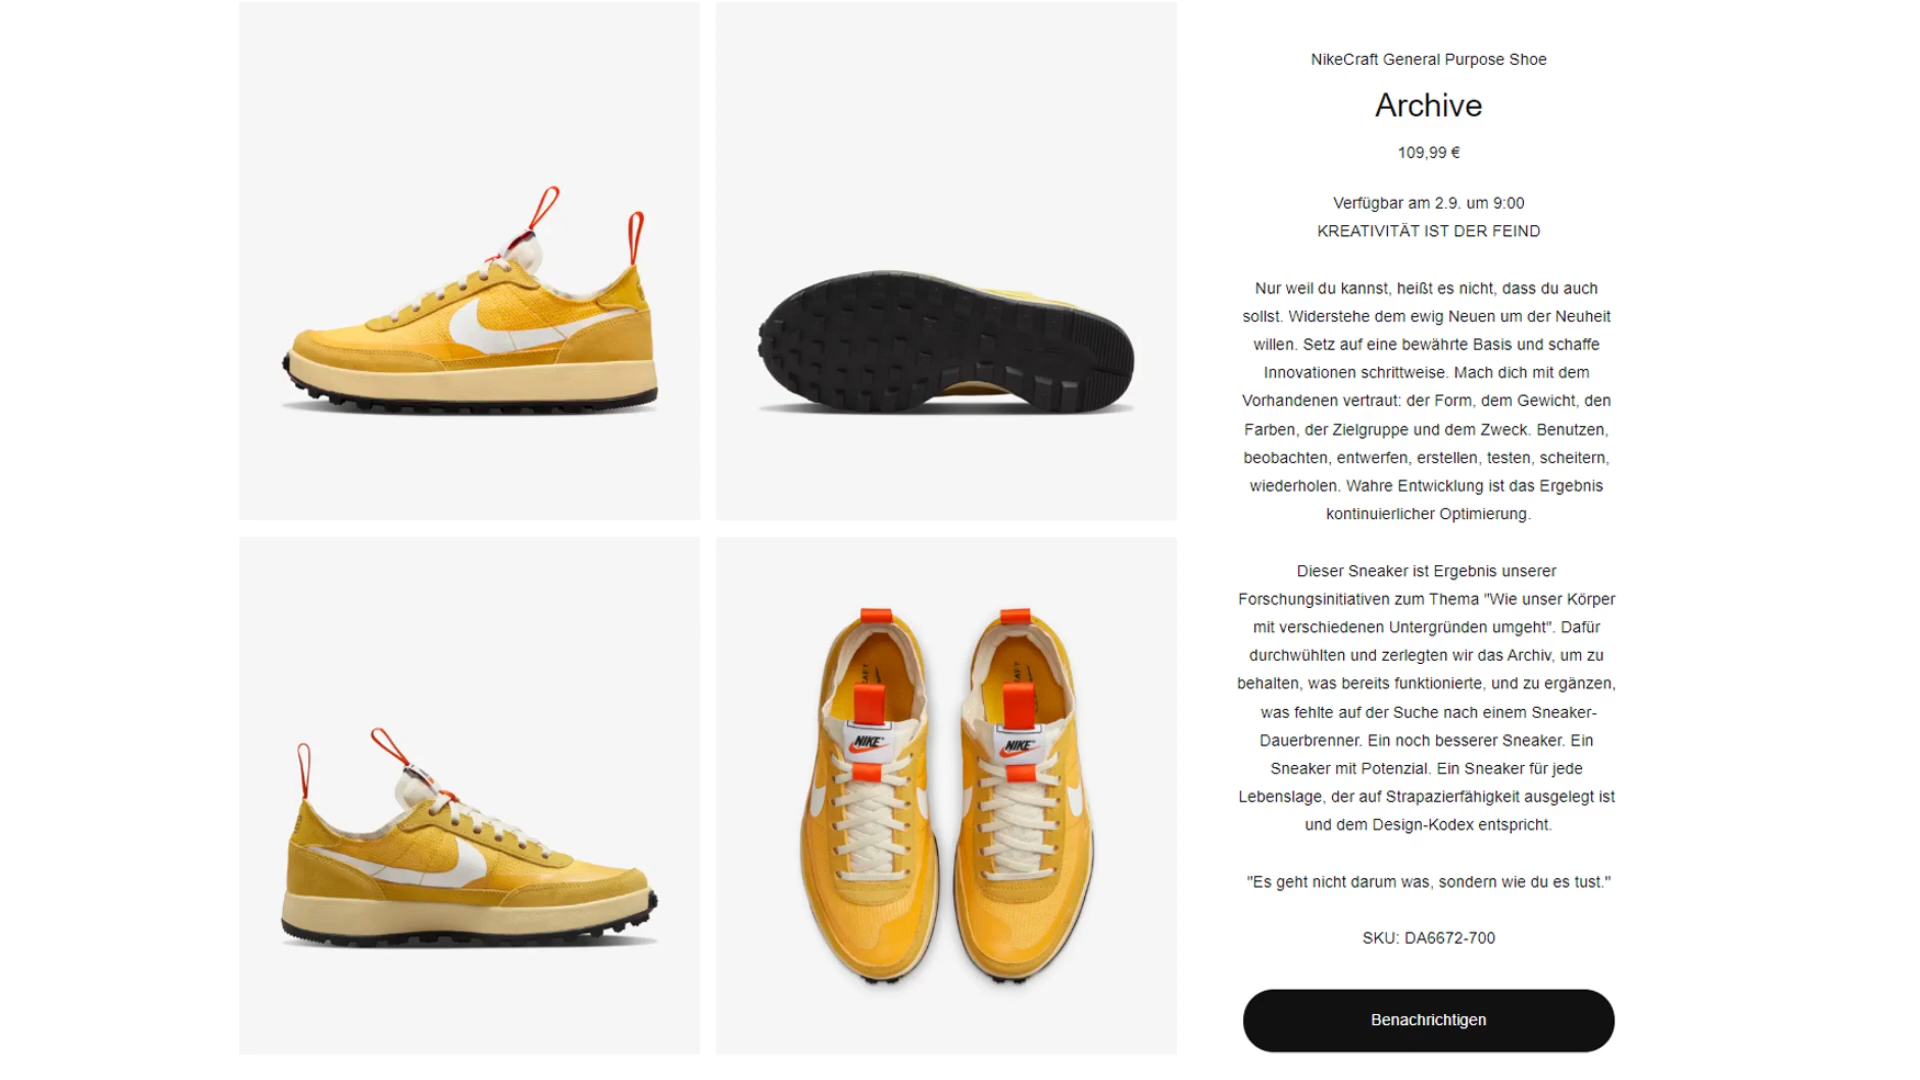 NikeCraft General Purpose Shoe
Archive
109,99 €
Verfügbar am 2.9. um 9:00
KREATIVITÄT IST DER FEIND
Nur weil du kannst, heißt es nicht, dass du auch
sollst. Widerstehe dem ewig Neuen um der Neuheit
willen. Setz auf eine bewährte Basis und schaffe
Innovationen schrittweise. Mach dich mit dem
Vorhandenen vertraut: der Form, dem Gewicht, den
Farben, der Zielgruppe und dem Zweck. Benutzen,
beobachten, entwerfen, erstellen, testen, scheitern,
wiederholen. Wahre Entwicklung ist das Ergebnis
kontinuierlicher Optimierung.
Dieser Sneaker ist Ergebnis unserer
Forschungsinitiativen zum Thema "Wie unser Körper
mit verschiedenen Untergründen umgeht". Dafür
durchwühlten und zerlegten wir das Archiv, um zu
behalten, was bereits funktionierte, und zu ergänzen,
was fehlte auf der Suche nach einem Sneaker-
Dauerbrenner. Ein noch besserer Sneaker. Ein
Sneaker mit Potenzial. Ein Sneaker für jede
Lebenslage, der auf Strapazierfähigkeit ausgelegt ist
und dem Design-Kodex entspricht.
"Es geht nicht darum was, sondern wie du es tust."
SKU: DA6672-700
Benachrichtigen
NIKE
NIKE